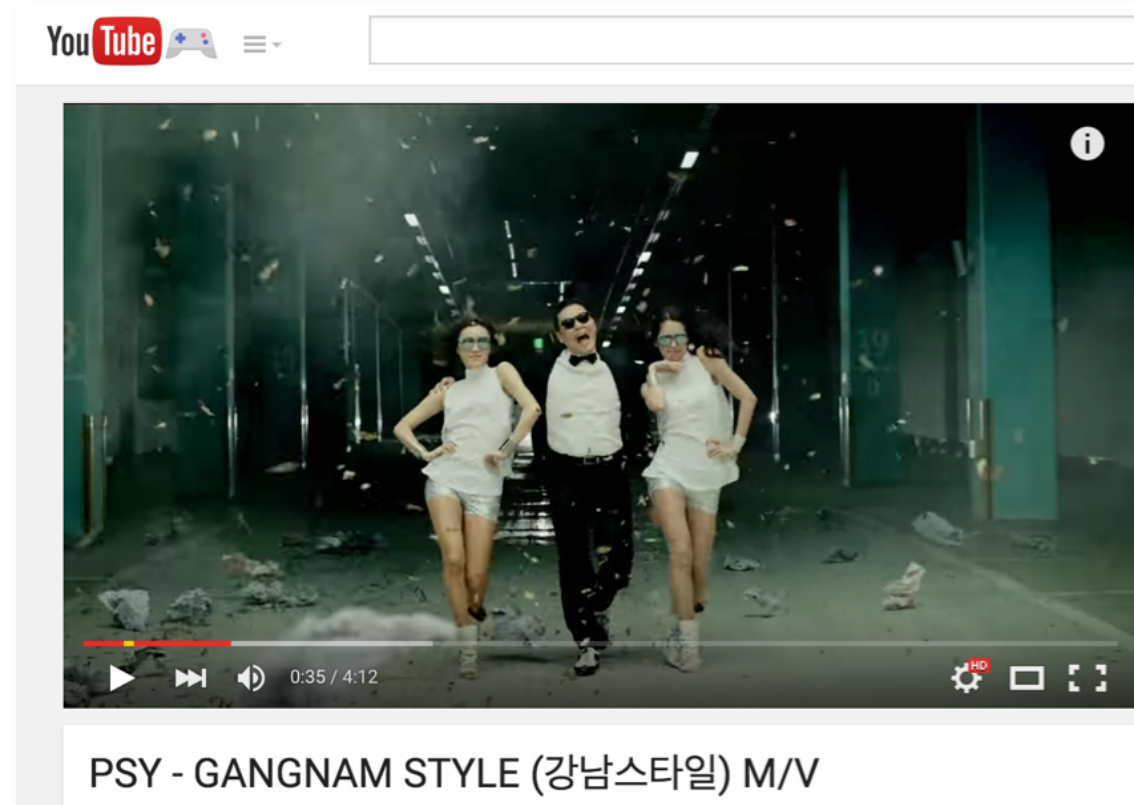 YouTube
i
0:35 / 4:12
HD
PSY - GANGNAM STYLE (강남스타일) M/V